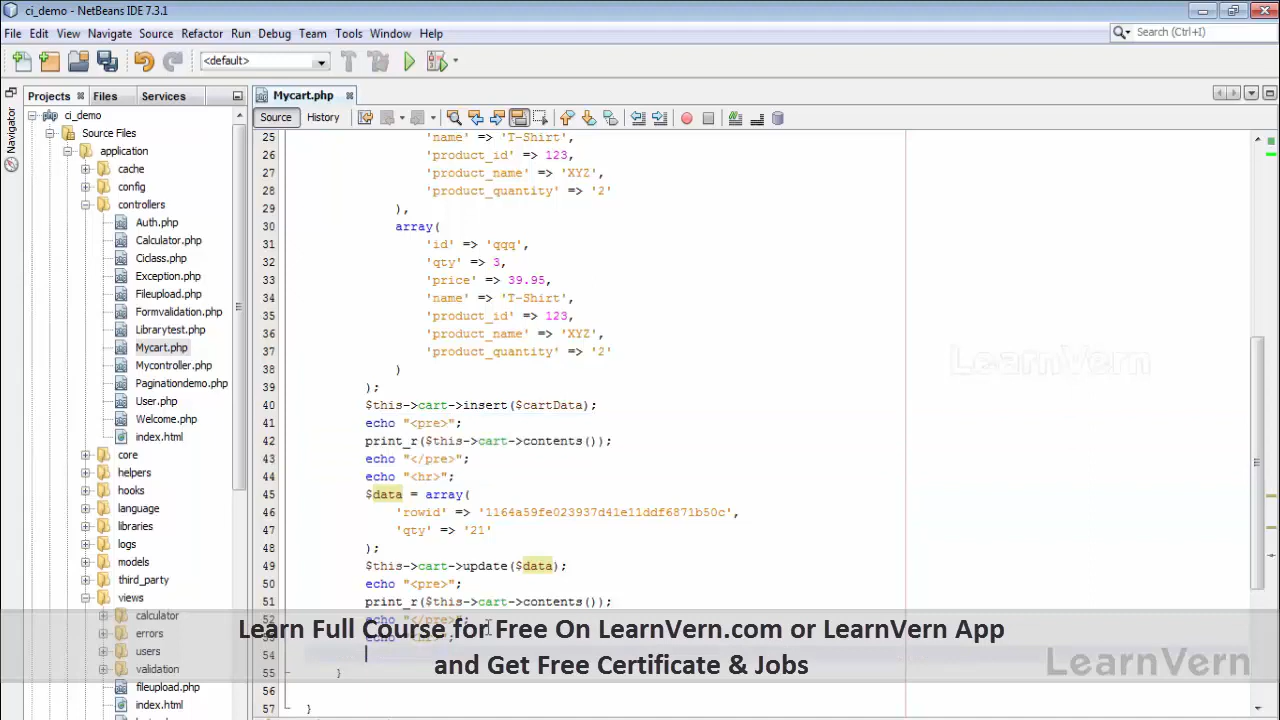 ci_demo - NetBeans IDE 7.3.1
File Edit View Navigate Source Refactor Run Debug Team Tools Window Help
Search (Ctrl+I)
<default>
Projects Files Services
Mycart.php
Navigator
Source History
ci_demo
Source Files
application
cache
config
controllers
Auth.php
Calculator.php
Ciclass.php
Exception.php
Fileupload.php
Formvalidation.php
Librarytest.php
Mycart.php
Mycontroller.php
Paginationdemo.php
User.php
Welcome.php
index.html
core
helpers
hooks
language
libraries
logs
models
third_party
views
calculator
errors
users
validation
fileupload.php
index.html
25 'name' => 'T-Shirt',
26 'product_id' => 123,
27 'product_name' => 'XYZ',
28 'product_quantity' => '2'
29 ),
30 array(
31 'id' => 'qqq',
32 'qty' => 3,
33 'price' => 39.95,
34 'name' => 'T-Shirt',
35 'product_id' => 123,
36 'product_name' => 'XYZ',
37 'product_quantity' => '2'
38 )
39 );
40 $this->cart->insert($cartData);
41 echo "<pre>";
42 print_r($this->cart->contents());
43 echo "</pre>";
44 echo "<hr>";
45 $data = array(
46 'rowid' => '1164a59fe023937d41e11ddf6871b50c',
47 'qty' => '21'
48 );
49 $this->cart->update($data);
50 echo "<pre>";
51 print_r($this->cart->contents());
52 echo "</pre>";
53 echo "<hr>";
54
55 }
56
57 }
LearnVern
Learn Full Course for Free On LearnVern.com or LearnVern App
and Get Free Certificate & Jobs
LearnVern